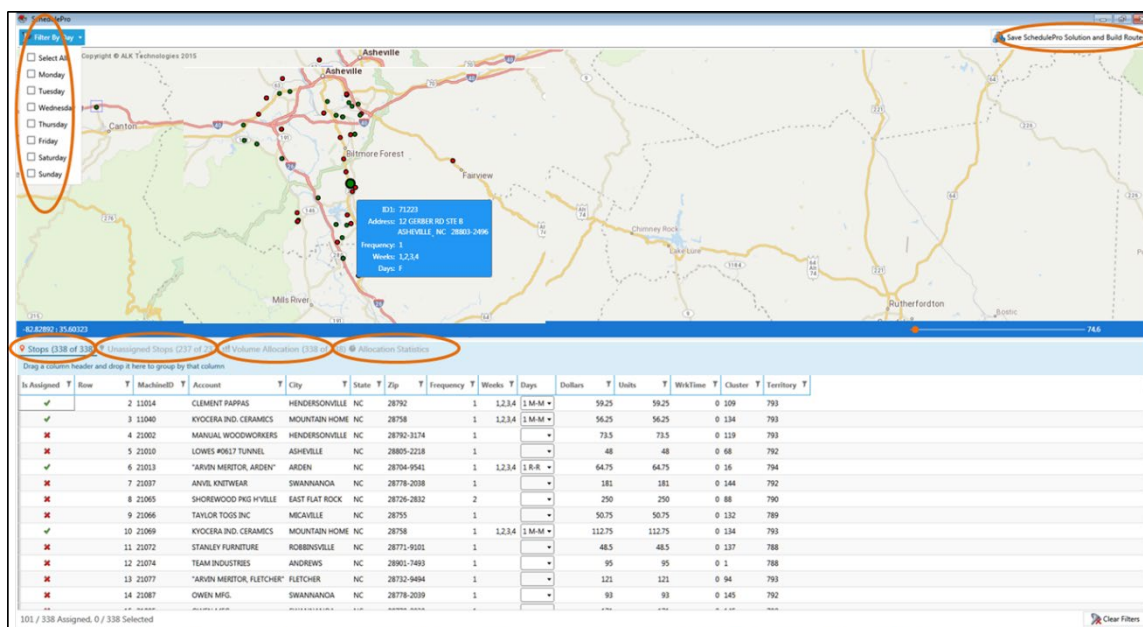 SchedulePro
Filter By Day
Save SchedulePro Solution and Build Route
Select All
Monday
Tuesday
Wednesday
Thursday
Friday
Saturday
Sunday
Copyright © ALK Technologies 2015
Asheville
Asheville
Canton
Biltmore Forest
Fairview
Chimney Rock
Lake Lure
Mills River
Rutherfordton
Bostic
ID1: 71223
Address: 12 GERBER RD STE B
ASHEVILLE, NC 28803-2496
Frequency: 1
Weeks: 1,2,3,4
Days: F
-82.82892 : 35.60323
74.6
Stops (338 of 338) Unassigned Stops (237 of Volume Allocation (338 of Allocation Statistics
Drag a column header and drop it here to group by that column
Is Assigned Row MachineID Account City State Zip Frequency Weeks Days Dollars Units WrkTime Cluster Territory
2 11014 CLEMENT PAPPAS HENDERSONVILLE NC 28792 1 1,2,3,4 1 M-M 59.25 59.25 0 109 793
3 11040 KYOCERA IND. CERAMICS MOUNTAIN HOME NC 28758 1 1,2,3,4 1 M-M 56.25 56.25 0 134 793
4 21002 MANUAL WOODWORKERS HENDERSONVILLE NC 28792-3174 1 73.5 73.5 0 119 793
5 21010 LOWES #0617 TUNNEL ASHEVILLE NC 28805-2218 1 48 48 0 68 792
6 21013 "ARVIN MERITOR, ARDEN" ARDEN NC 28704-9541 1 1,2,3,4 1 R-R 64.75 64.75 0 16 794
7 21037 ANVIL KNITWEAR SWANNANOA NC 28778-2038 1 181 181 0 144 792
8 21065 SHOREWOOD PKG H'VILLE EAST FLAT ROCK NC 28726-2832 2 250 250 0 88 790
9 21066 TAYLOR TOGS INC MICAVILLE NC 28755 1 50.75 50.75 0 132 789
10 21069 KYOCERA IND. CERAMICS MOUNTAIN HOME NC 28758 1 1,2,3,4 1 M-M 112.75 112.75 0 134 793
11 21072 STANLEY FURNITURE ROBBINSVILLE NC 28771-9101 1 48.5 48.5 0 137 788
12 21074 TEAM INDUSTRIES ANDREWS NC 28901-7493 1 95 95 0 1 788
13 21077 "ARVIN MERITOR, FLETCHER" FLETCHER NC 28732-9494 1 121 121 0 94 793
14 21087 OWEN MFG. SWANNANOA NC 28778-2039 1 93 93 0 145 792
101 / 338 Assigned, 0 / 338 Selected
Clear Filters